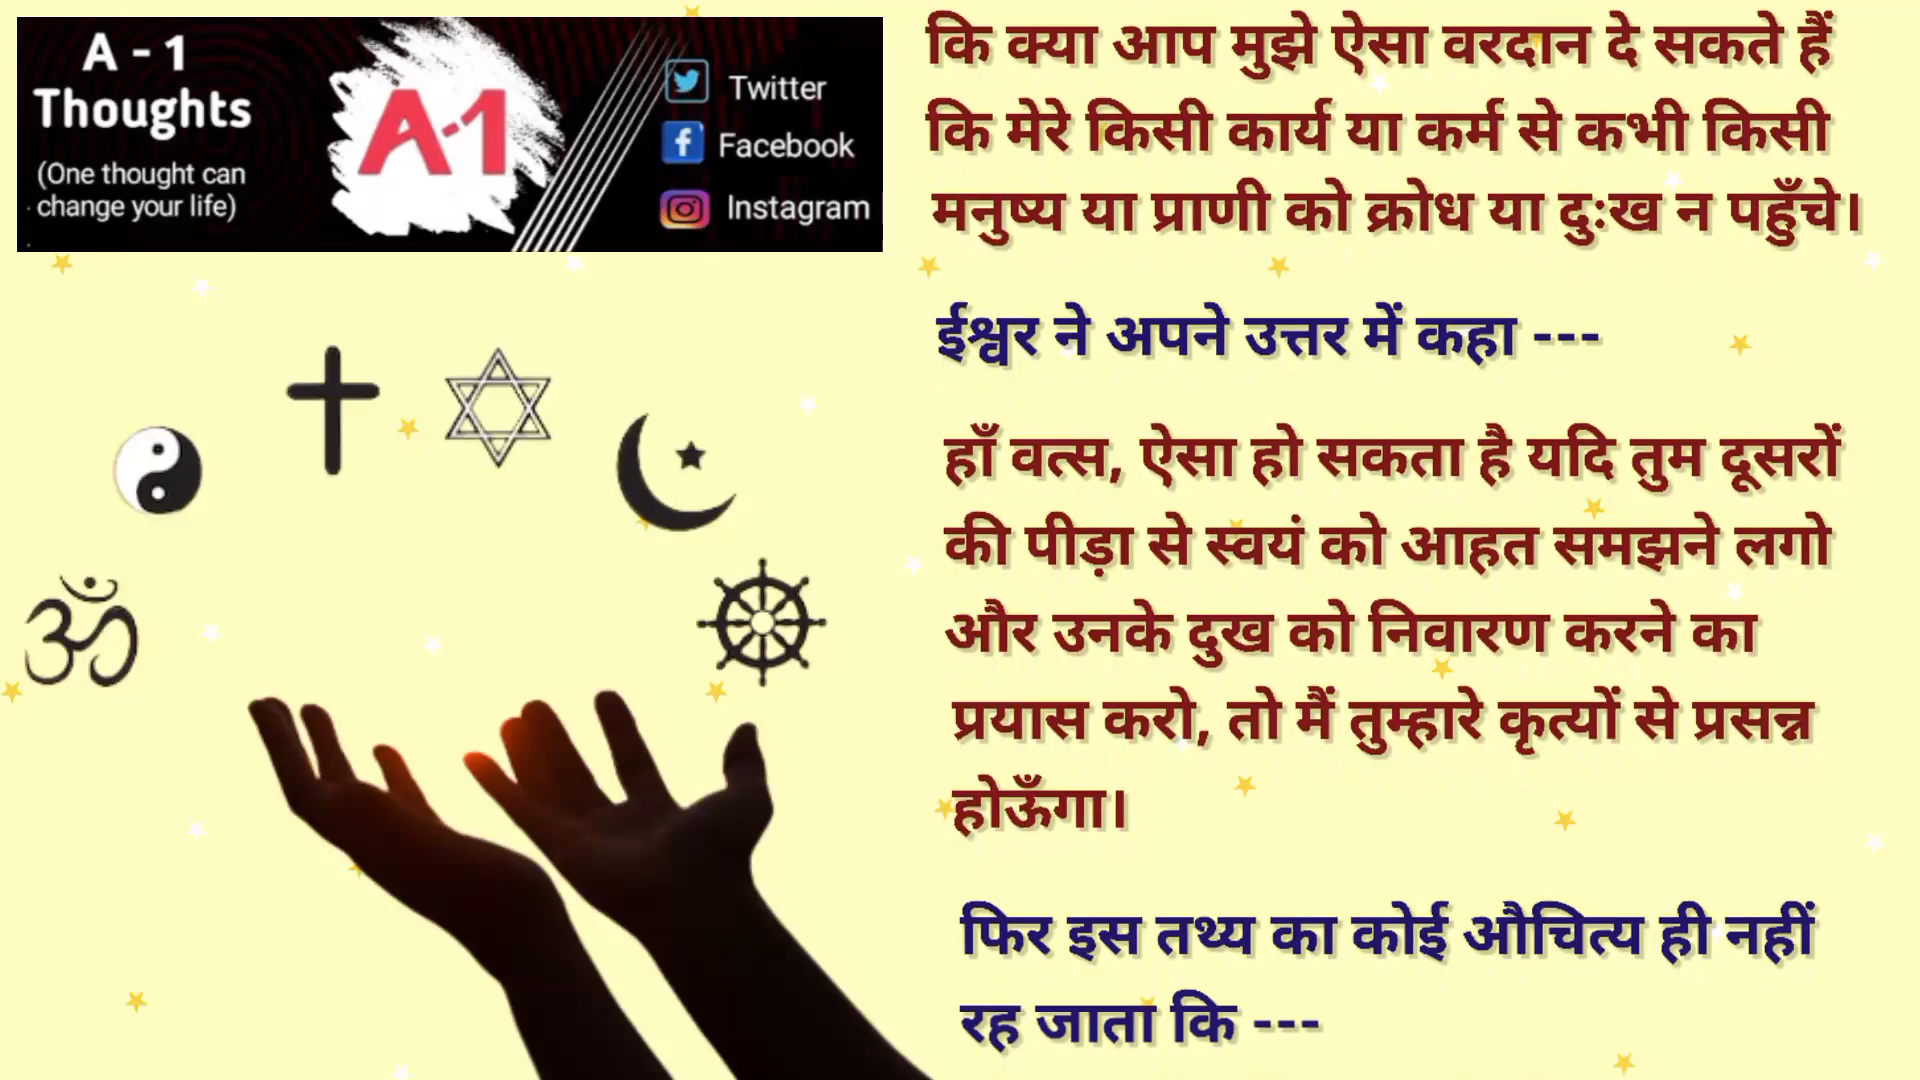 A - 1
Thoughts
(One thought can
change your life)
A-1
Twitter
Facebook
Instagram
कि क्या आप मुझे ऐसा वरदान दे सकते हैं
कि मेरे किसी कार्य या कर्म से कभी किसी
मनुष्य या प्राणी को क्रोध या दुःख न पहुँचे।
ईश्वर ने अपने उत्तर में कहा ---
हाँ वत्स, ऐसा हो सकता है यदि तुम दूसरों
की पीड़ा से स्वयं को आहत समझने लगो
और उनके दुख को निवारण करने का
प्रयास करो, तो मैं तुम्हारे कृत्यों से प्रसन्न
होऊँगा।
फिर इस तथ्य का कोई औचित्य ही नहीं
रह जाता कि ---